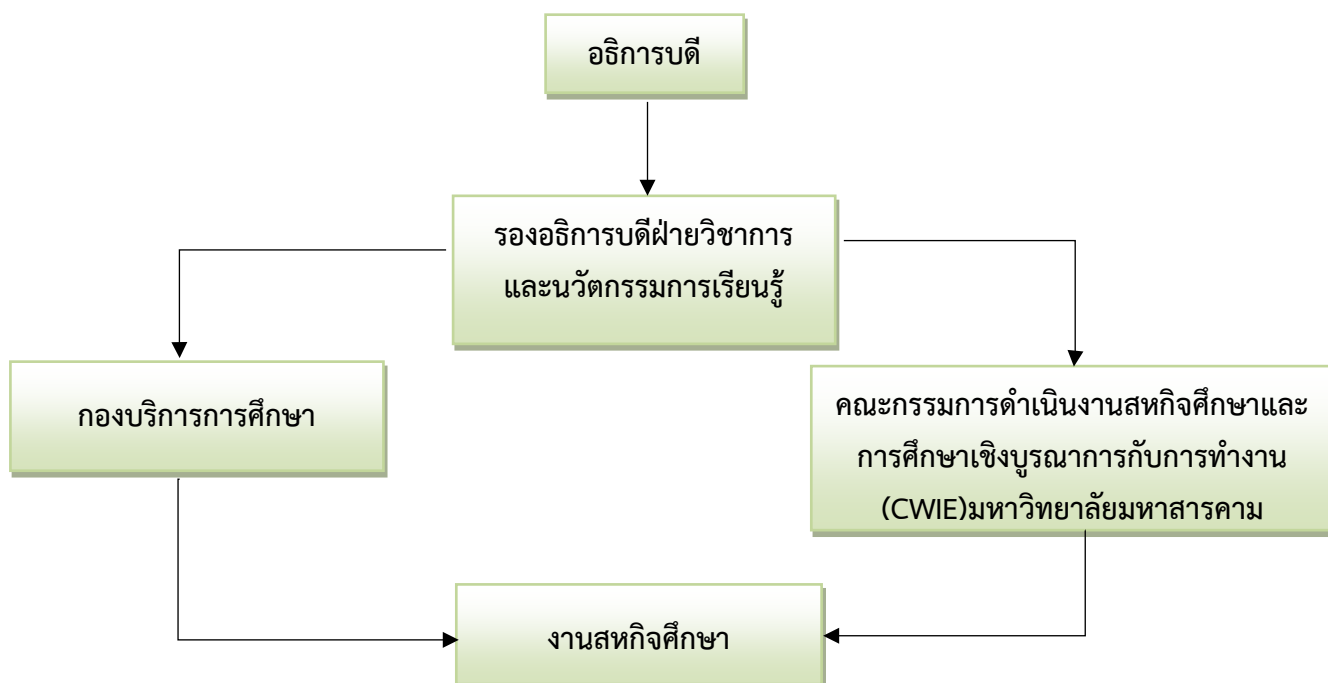 อธิการบดี
รองอธิการบดีฝ่ายวิชาการ
และนวัตกรรมการเรียนรู้
กองบริการการศึกษา
คณะกรรมการดำเนินงานสหกิจศึกษาและ
การศึกษาเชิงบูรณาการกับการทำงาน
(CWIE)มหาวิทยาลัยมหาสารคาม
งานสหกิจศึกษา